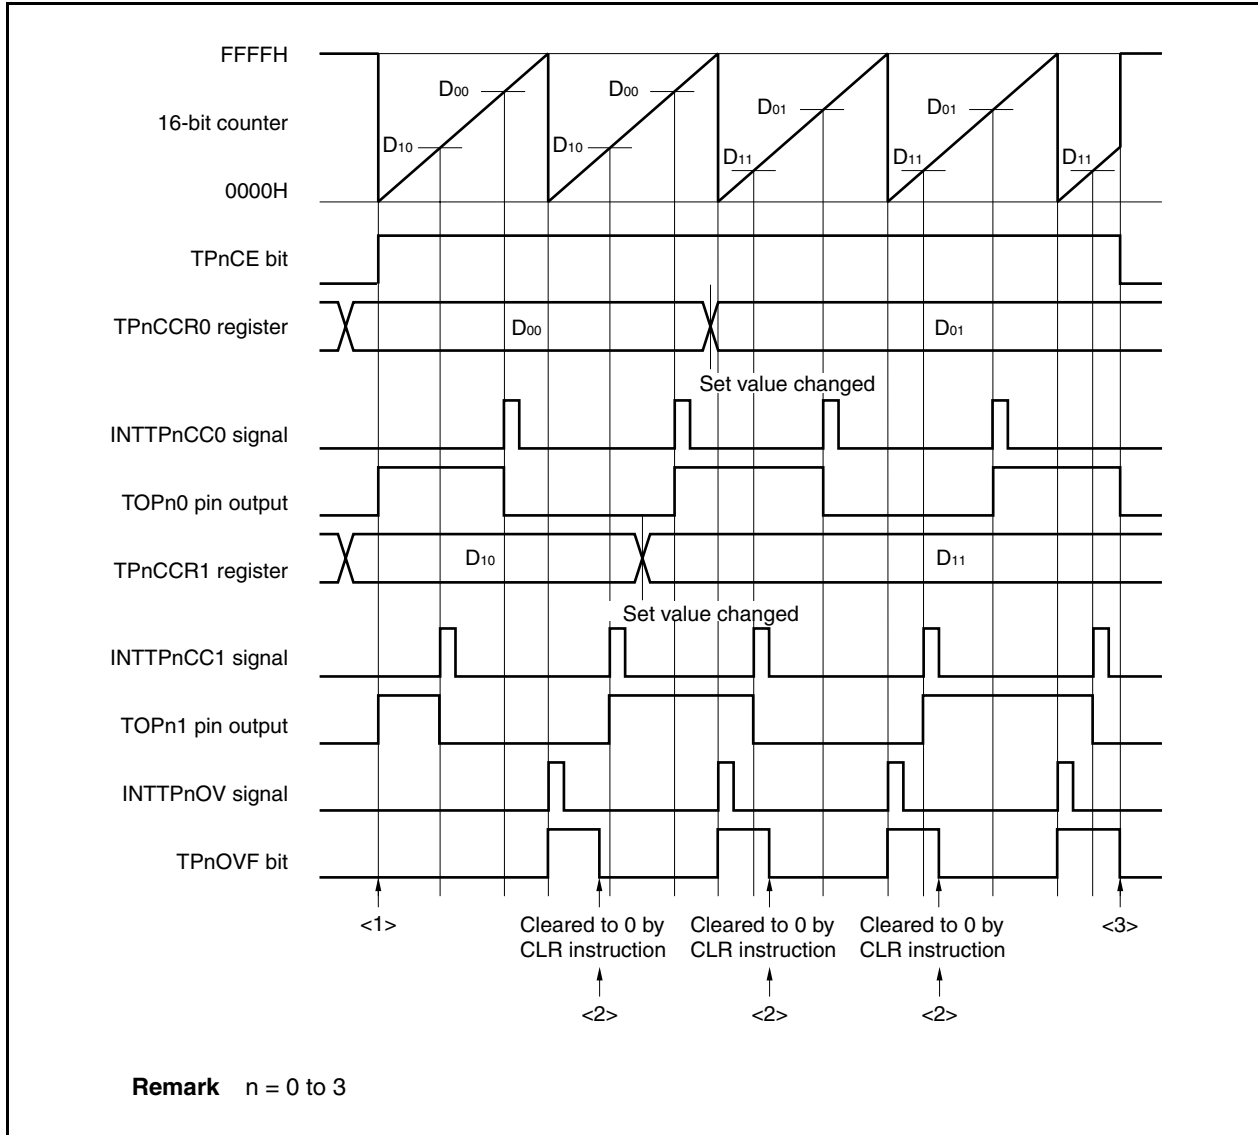 FFFFH
D00 D00
D01 D01
16-bit counter
D10 D10
D11 D11 D11
0000H
TPnCE bit
TPnCCR0 register
D00 D01
Set value changed
INTTPnCC0 signal
TOPn0 pin output
TPnCCR1 register
D10 D11
Set value changed
INTTPnCC1 signal
TOPn1 pin output
INTTPnOV signal
TPnOVF bit
<1> Cleared to 0 by Cleared to 0 by Cleared to 0 by <3>
CLR instruction CLR instruction CLR instruction
<2> <2> <2>
Remark n = 0 to 3